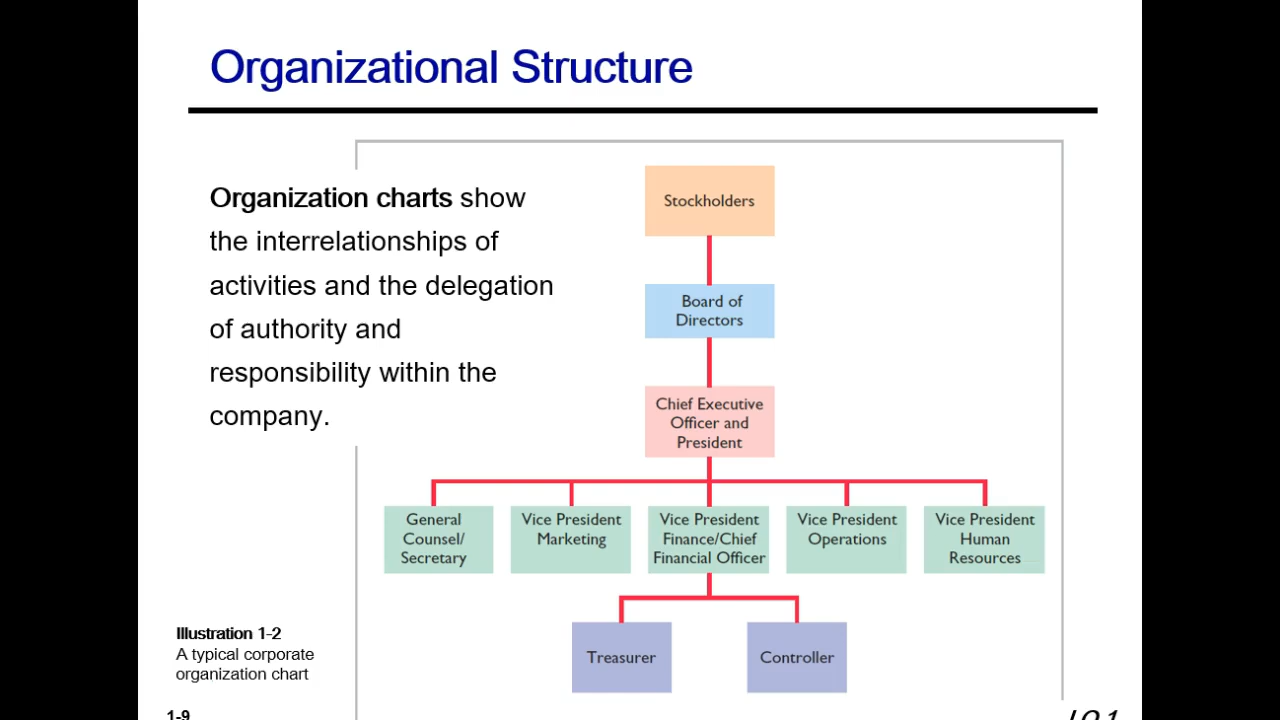 Organizational Structure
Organization charts show
the interrelationships of
activities and the delegation
of authority and
responsibility within the
company.
Stockholders
Board of
Directors
Chief Executive
Officer and
President
General
Counsel/
Secretary
Vice President
Marketing
Vice President
Finance/Chief
Financial Officer
Vice President
Operations
Vice President
Human
Resources
Treasurer
Controller
Illustration 1-2
A typical corporate
organization chart
1-9